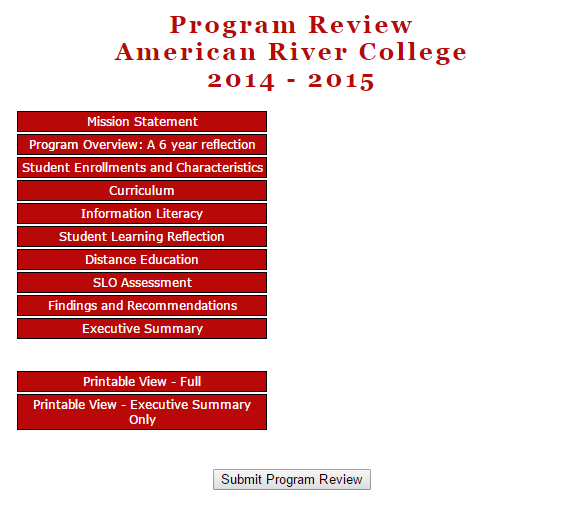 Program Review
American River College
2014 - 2015
Mission Statement
Program Overview: A 6 year reflection
Student Enrollments and Characteristics
Curriculum
Information Literacy
Student Learning Reflection
Distance Education
SLO Assessment
Findings and Recommendations
Executive Summary
Printable View - Full
Printable View - Executive Summary
Only
Submit Program Review